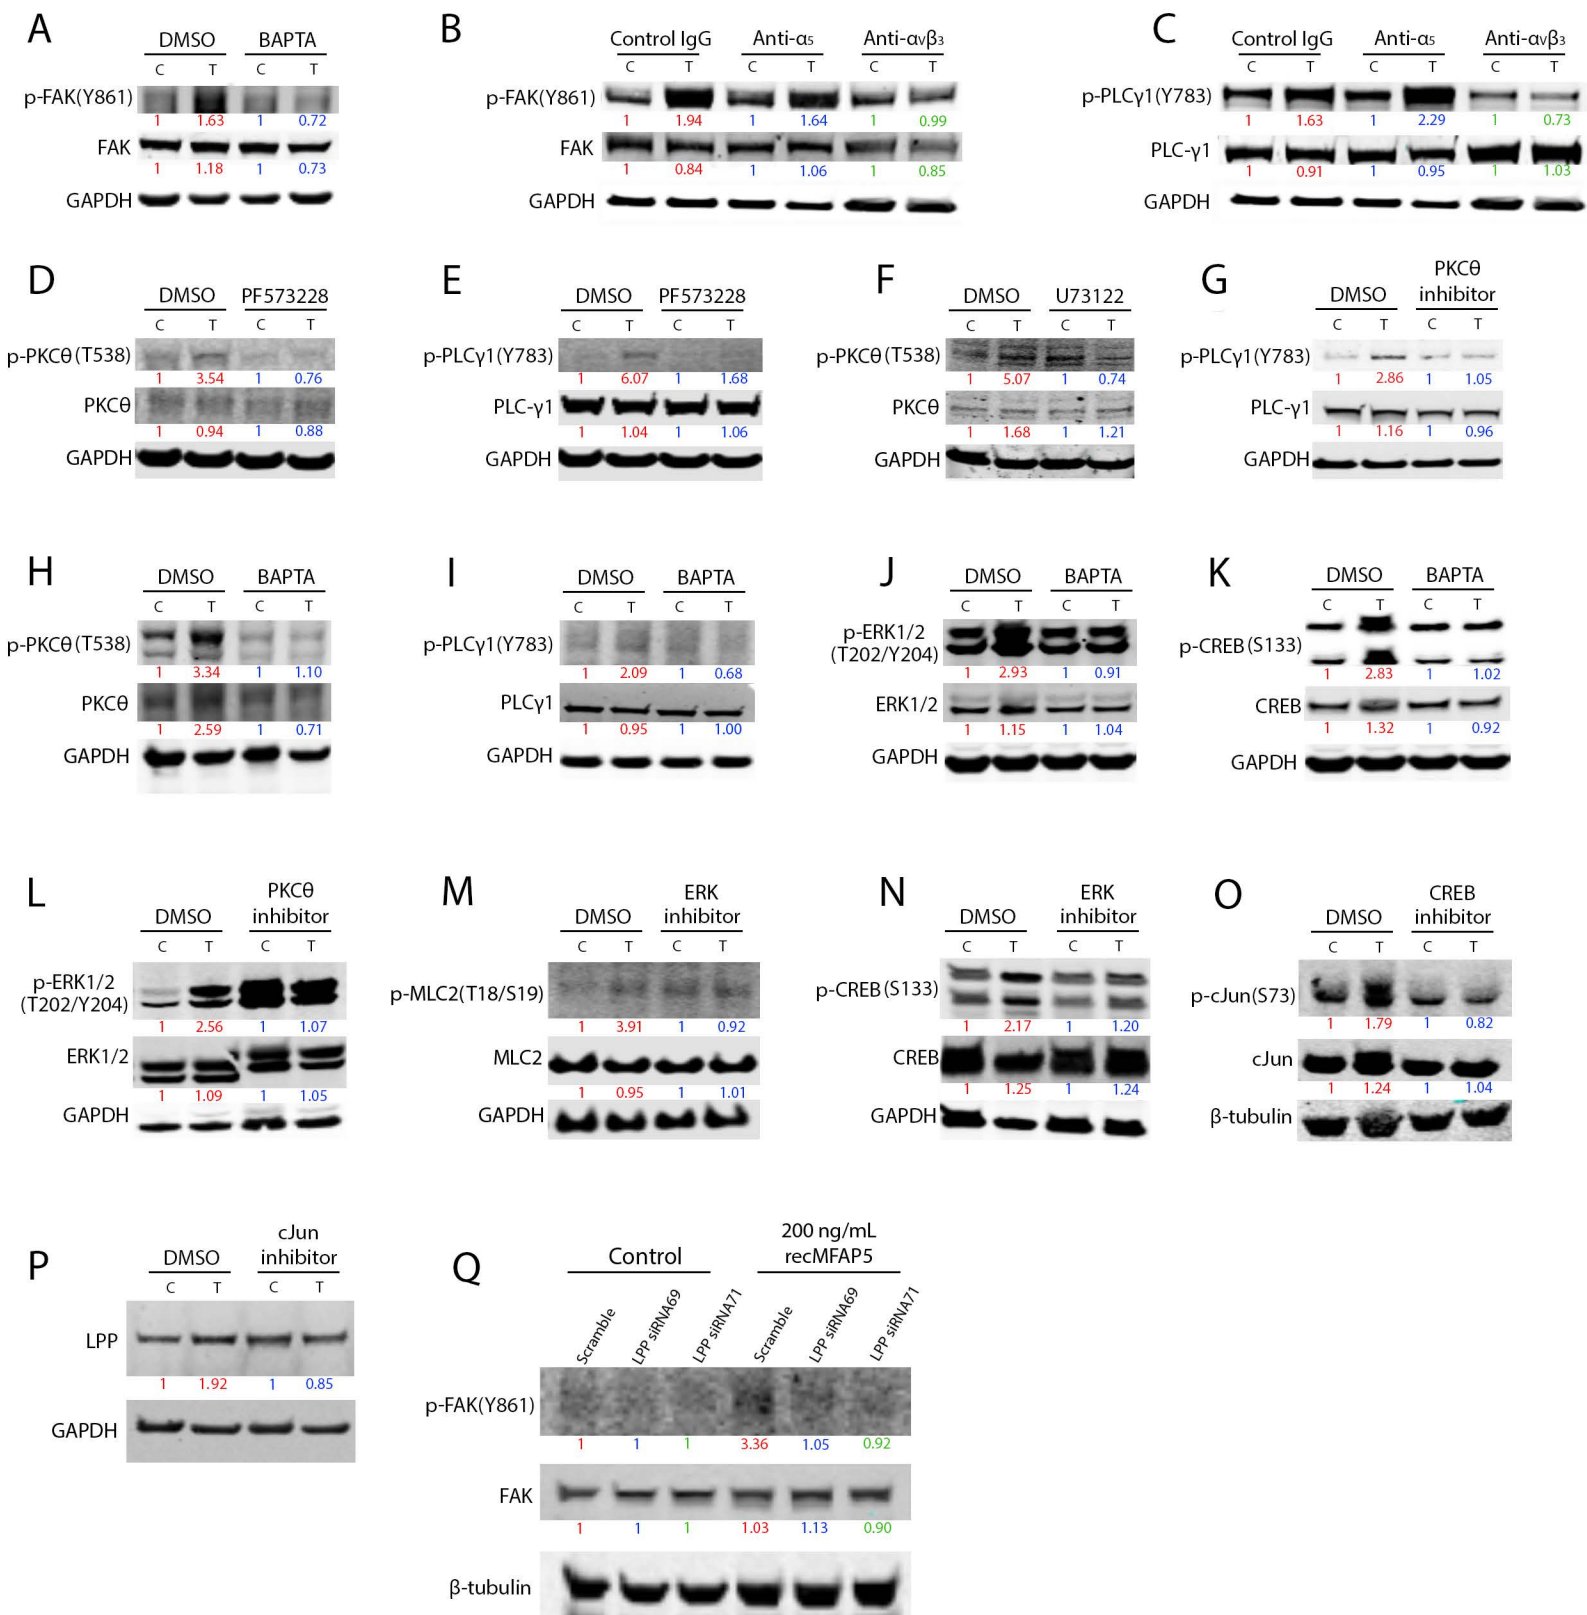 A
DMSO BAPTA
C T C T
p-FAK(Y861)
1 1.63 1 0.72
FAK
1 1.18 1 0.73
GAPDH
B
Control IgG Anti-α5 Anti-αVβ3
C T C T C T
p-FAK(Y861)
1 1.94 1 1.64 1 0.99
FAK
1 0.84 1 1.06 1 0.85
GAPDH
C
Control IgG Anti-α5 Anti-αVβ3
C T C T C T
p-PLCγ1(Y783)
1 1.63 1 2.29 1 0.73
PLC-γ1
1 0.91 1 0.95 1 1.03
GAPDH
D
DMSO PF573228
C T C T
p-PKCθ(T538)
1 3.54 1 0.76
PKCθ
1 0.94 1 0.88
GAPDH
E
DMSO PF573228
C T C T
p-PLCγ1(Y783)
1 6.07 1 1.68
PLC-γ1
1 1.04 1 1.06
GAPDH
F
DMSO U73122
C T C T
p-PKCθ(T538)
1 5.07 1 0.74
PKCθ
1 1.68 1 1.21
GAPDH
G
PKCθ
DMSO inhibitor
C T C T
p-PLCγ1(Y783)
1 2.86 1 1.05
PLC-γ1
1 1.16 1 0.96
GAPDH
H
DMSO BAPTA
C T C T
p-PKCθ(T538)
1 3.34 1 1.10
PKCθ
1 2.59 1 0.71
GAPDH
I
DMSO BAPTA
C T C T
p-PLCγ1(Y783)
1 2.09 1 0.68
PLCγ1
1 0.95 1 1.00
GAPDH
J
DMSO BAPTA
C T C T
p-ERK1/2
(T202/Y204)
1 2.93 1 0.91
ERK1/2
1 1.15 1 1.04
GAPDH
K
DMSO BAPTA
C T C T
p-CREB(S133)
1 2.83 1 1.02
CREB
1 1.32 1 0.92
GAPDH
L
PKCθ
DMSO inhibitor
C T C T
p-ERK1/2
(T202/Y204)
1 2.56 1 1.07
ERK1/2
1 1.09 1 1.05
GAPDH
M
ERK
DMSO inhibitor
C T C T
p-MLC2(T18/S19)
1 3.91 1 0.92
MLC2
1 0.95 1 1.01
GAPDH
N
ERK
DMSO inhibitor
C T C T
p-CREB(S133)
1 2.17 1 1.20
CREB
1 1.25 1 1.24
GAPDH
O
CREB
DMSO inhibitor
C T C T
p-cJun(S73)
1 1.79 1 0.82
cJun
1 1.24 1 1.04
β-tubulin
P
cJun
DMSO inhibitor
C T C T
LPP
1 1.92 1 0.85
GAPDH
Q
200 ng/mL
Control recMFAP5
Scramble LPP siRNA69 LPP siRNA71 Scramble LPP siRNA69 LPP siRNA71
p-FAK(Y861)
1 1 1 3.36 1.05 0.92
FAK
1 1 1 1.03 1.13 0.90
β-tubulin